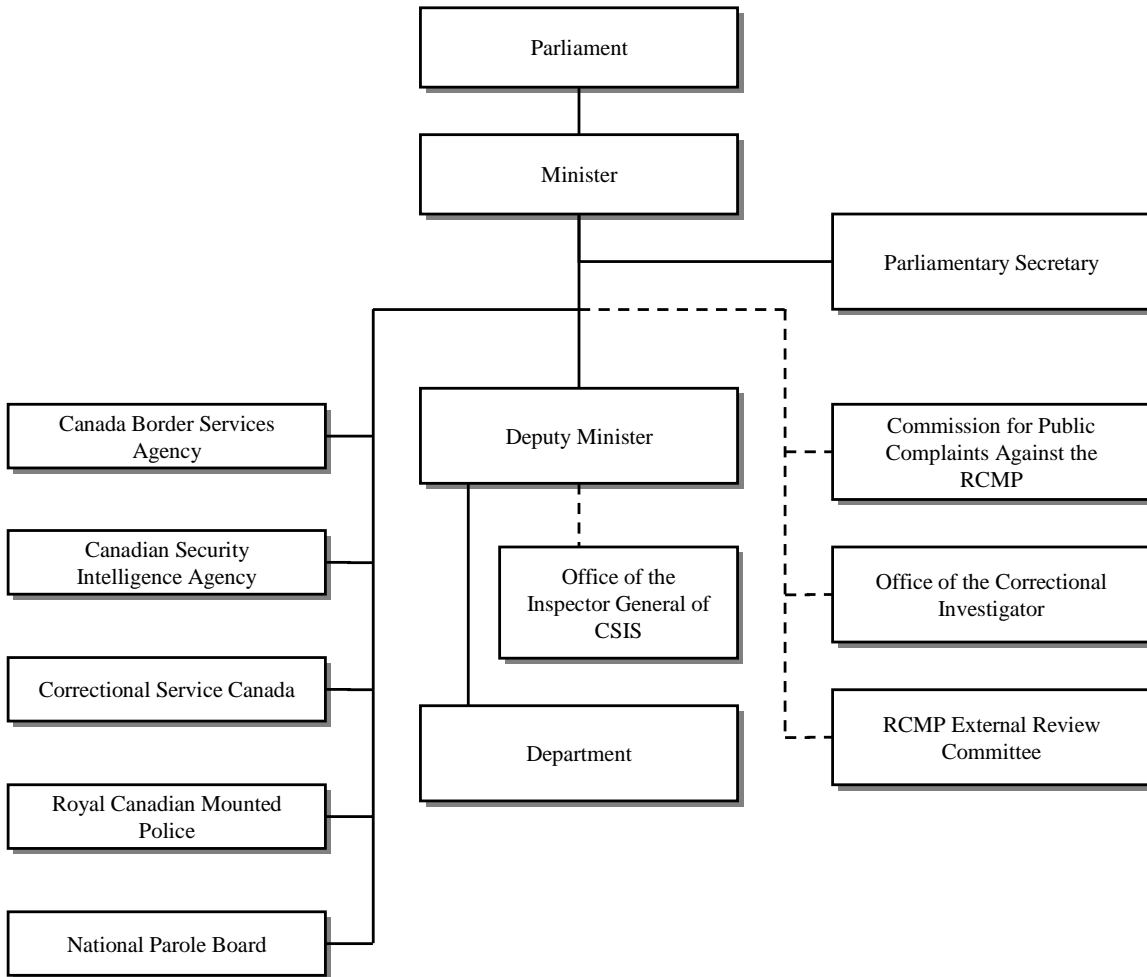 Parliament
Minister
Parliamentary Secretary
Canada Border Services
Agency
Deputy Minister
Commission for Public
Complaints Against the
RCMP
Canadian Security
Intelligence Agency
Office of the
Inspector General of
CSIS
Office of the Correctional
Investigator
Correctional Service Canada
Department
RCMP External Review
Committee
Royal Canadian Mounted
Police
National Parole Board